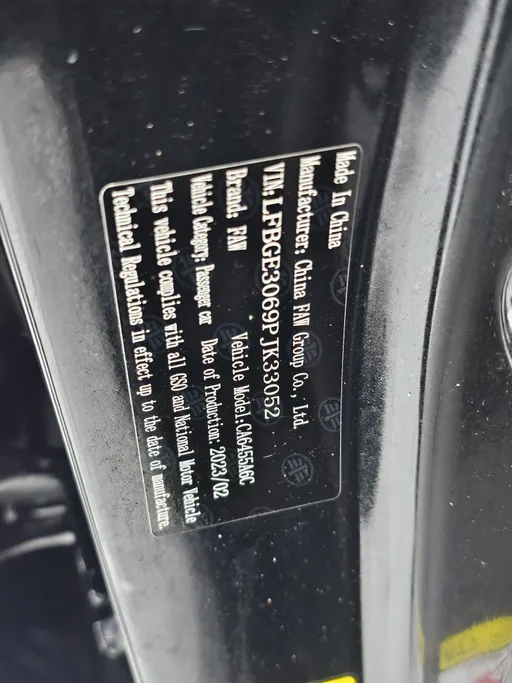 Made In China
Manufacturer: China FAW Group Co., Ltd.
VIN:LFBGE3069PJK33052
Brand: FAW Vehicle Model:CA6455A6C
Vehicle Category: Passenger car Date of Production: 2023/02
This vehicle complies with all GSO and National Motor Vehicle
Technical Regulations in effect up to the date of manufacture.